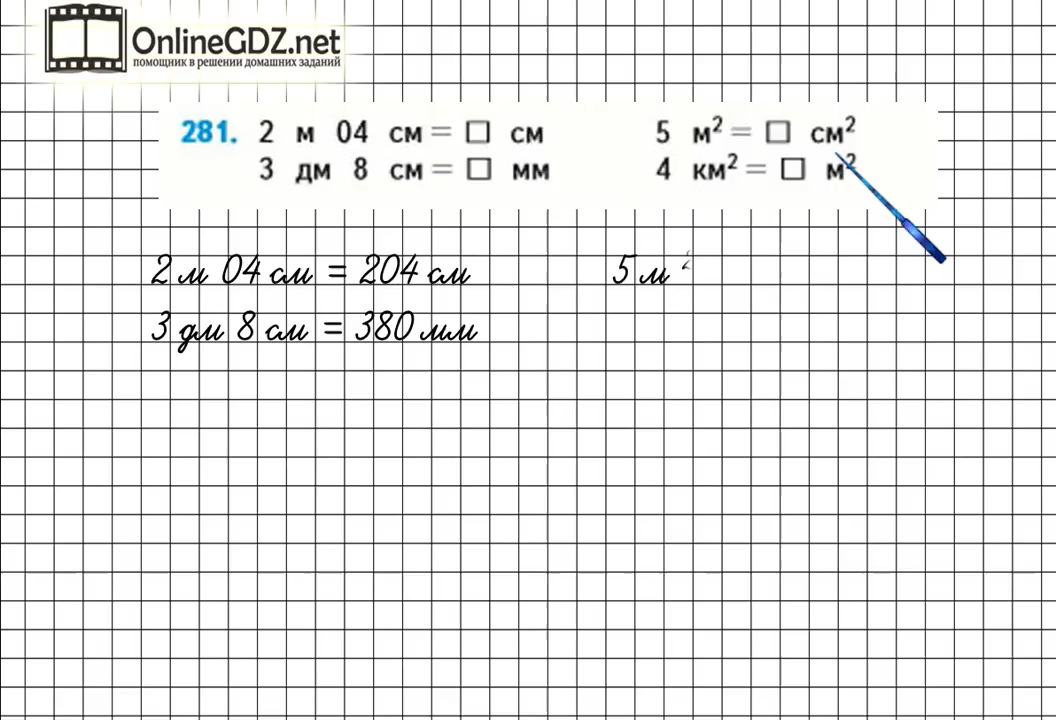 OnlineGDZ.net
помощник в решении домашних заданий
281. 2 м 04 см = □ см
3 дм 8 см = □ мм
5 м² = □ см²
4 км² = □ м²
2 м 04 см = 204 см
3 дм 8 см = 380 мм
5 м ²